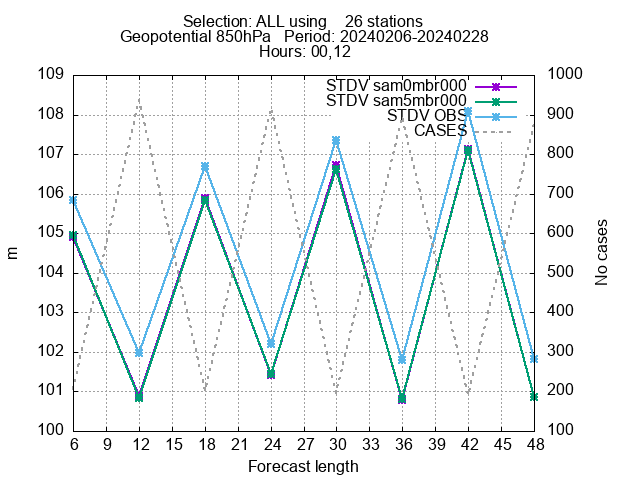 Selection: ALL using    26 stations
Geopotential 850hPa   Period: 20240206-20240228
Hours: 00,12
109 1000
STDV sam0mbr000
STDV sam5mbr000
108 STDV OBS 900
CASES
107 800
106 700
105 600
m No cases
104 500
103 400
102 300
101 200
100 100
6 9 12 15 18 21 24 27 30 33 36 39 42 45 48
Forecast length